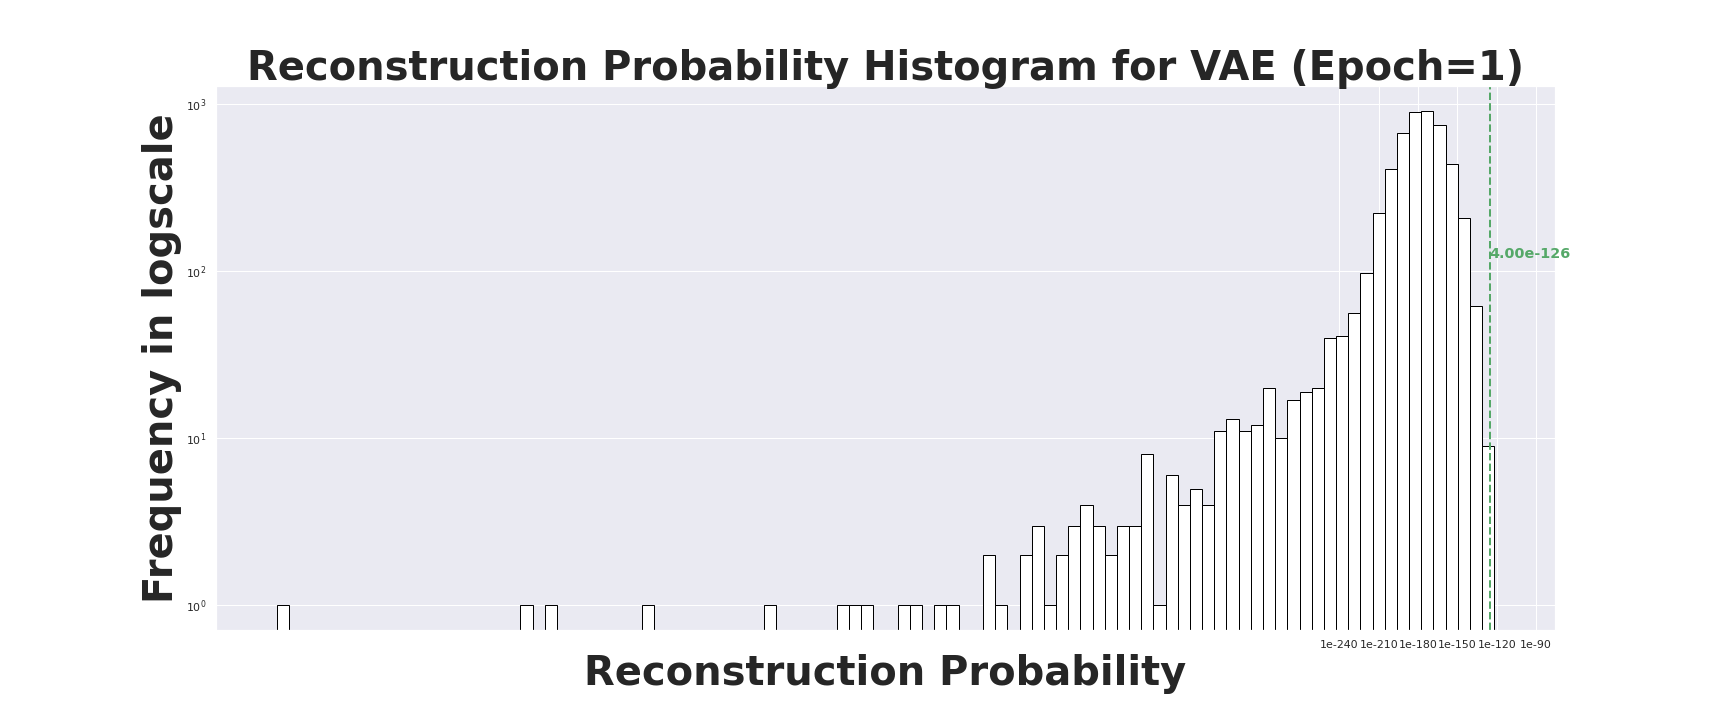 Reconstruction Probability Histogram for VAE (Epoch=1)
Frequency in logscale
10³
10²
10¹
10⁰
4.00e-126
1e-240 1e-210 1e-180 1e-150 1e-120 1e-90
Reconstruction Probability